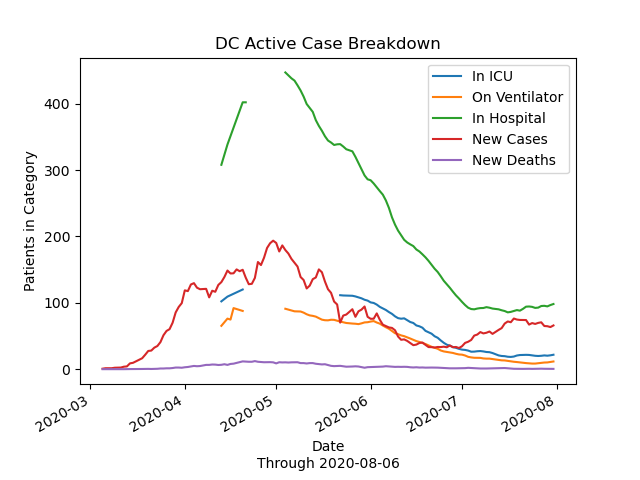 DC Active Case Breakdown
In ICU
On Ventilator
In Hospital
New Cases
New Deaths
Patients in Category
400
300
200
100
0
2020-03
2020-04
2020-05
2020-06
2020-07
2020-08
Date
Through 2020-08-06